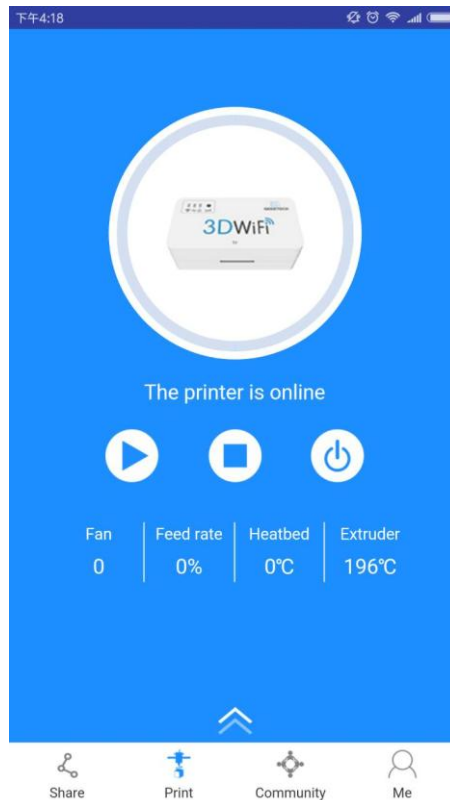 下午4:18
3DWiFi
The printer is online
Fan Feed rate Heatbed Extruder
0 0% 0℃ 196℃
Share Print Community Me